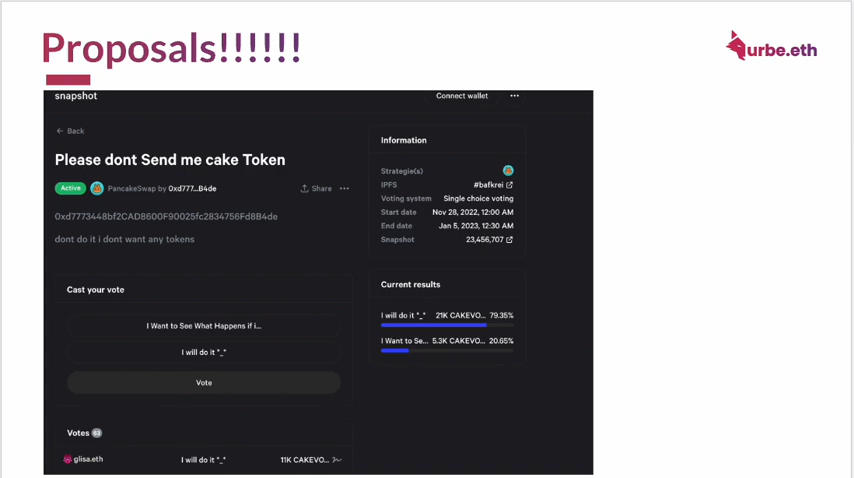 Proposals!!!!!!
urbe.eth
snapshot
Connect wallet
← Back
Please dont Send me cake Token
Active PancakeSwap by 0xd777...B4de
Share
0xd7773448bf2CAD8600F90025fc2834756Fd8B4de
dont do it i dont want any tokens
Cast your vote
I Want to See What Happens if i...
I will do it *_*
Vote
Votes 63
glisa.eth I will do it *_* 11K CAKEVO...
Information
Strategie(s)
IPFS #bafkrei
Voting system Single choice voting
Start date Nov 28, 2022, 12:00 AM
End date Jan 5, 2023, 12:30 AM
Snapshot 23,456,707
Current results
I will do it *_* 21K CAKEVO... 79.35%
I Want to Se... 5.3K CAKEVO... 20.65%